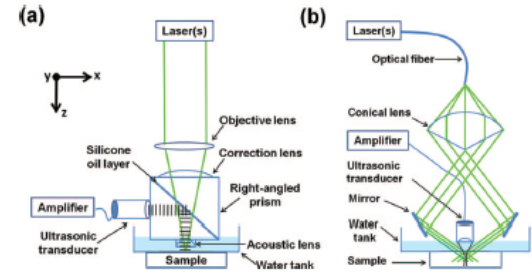 (a)
Laser(s)
y
x
z
Objective lens
Silicone
oil layer
Correction lens
Right-angled
prism
Amplifier
Ultrasonic
transducer
Acoustic lens
Sample
Water tank
(b)
Laser(s)
Optical fiber
Conical lens
Amplifier
Ultrasonic
transducer
Mirror
Water
tank
Sample